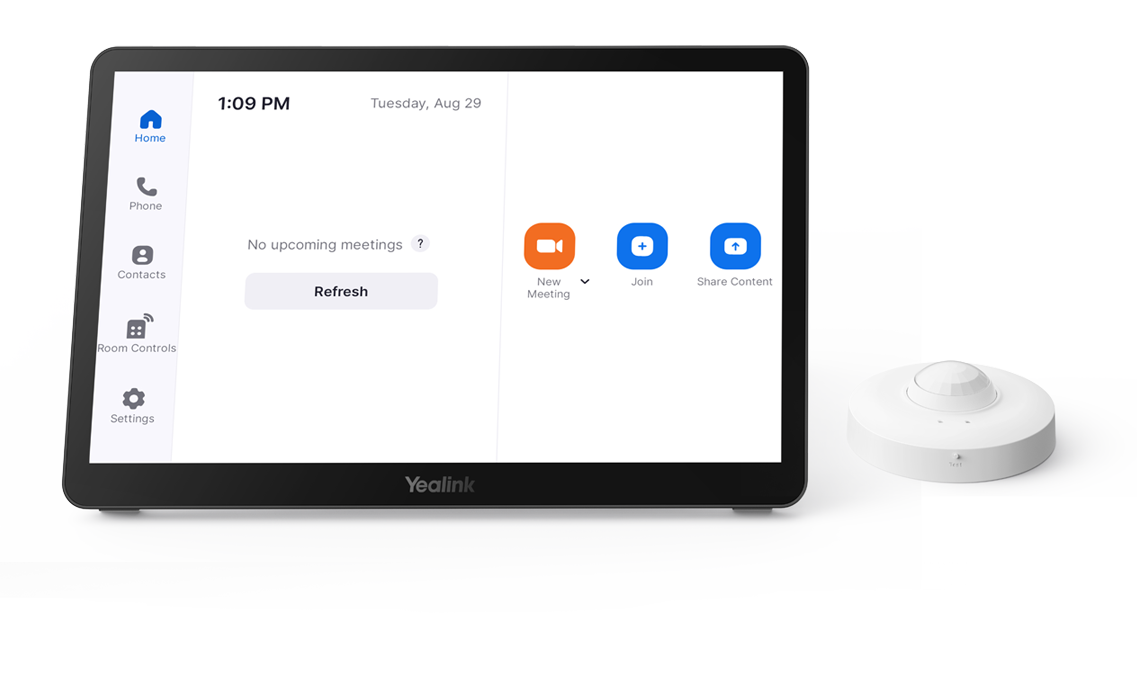 1:09 PM
Tuesday, Aug 29
Home
Phone
Contacts
Room Controls
Settings
No upcoming meetings ?
Refresh
New
Meeting
Join
Share Content
Yealink